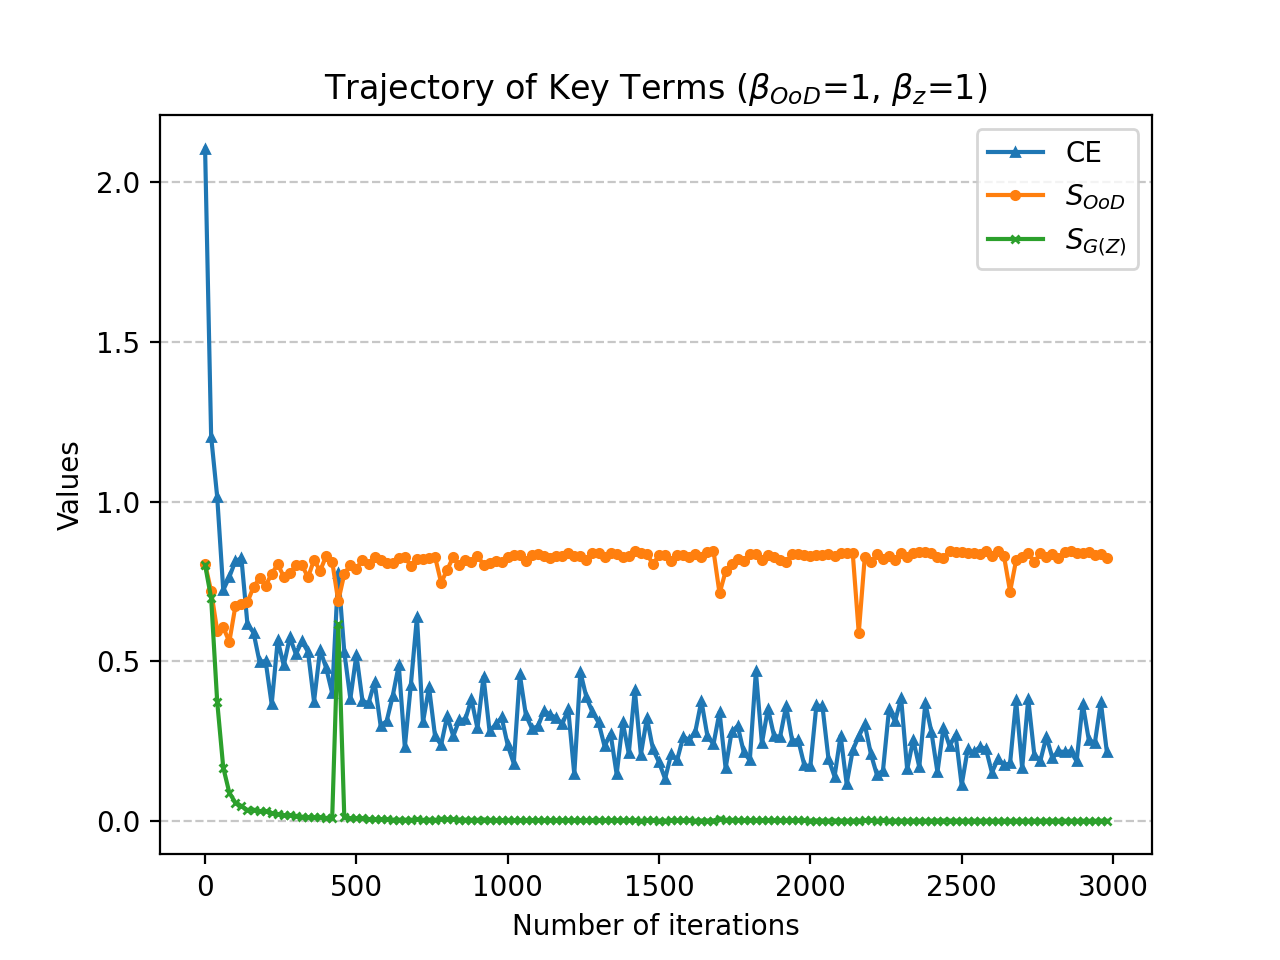 Trajectory of Key Terms (β_OoD=1, β_z=1)
CE
S_OoD
S_G(Z)
Values
2.0
1.5
1.0
0.5
0.0
0 500 1000 1500 2000 2500 3000
Number of iterations